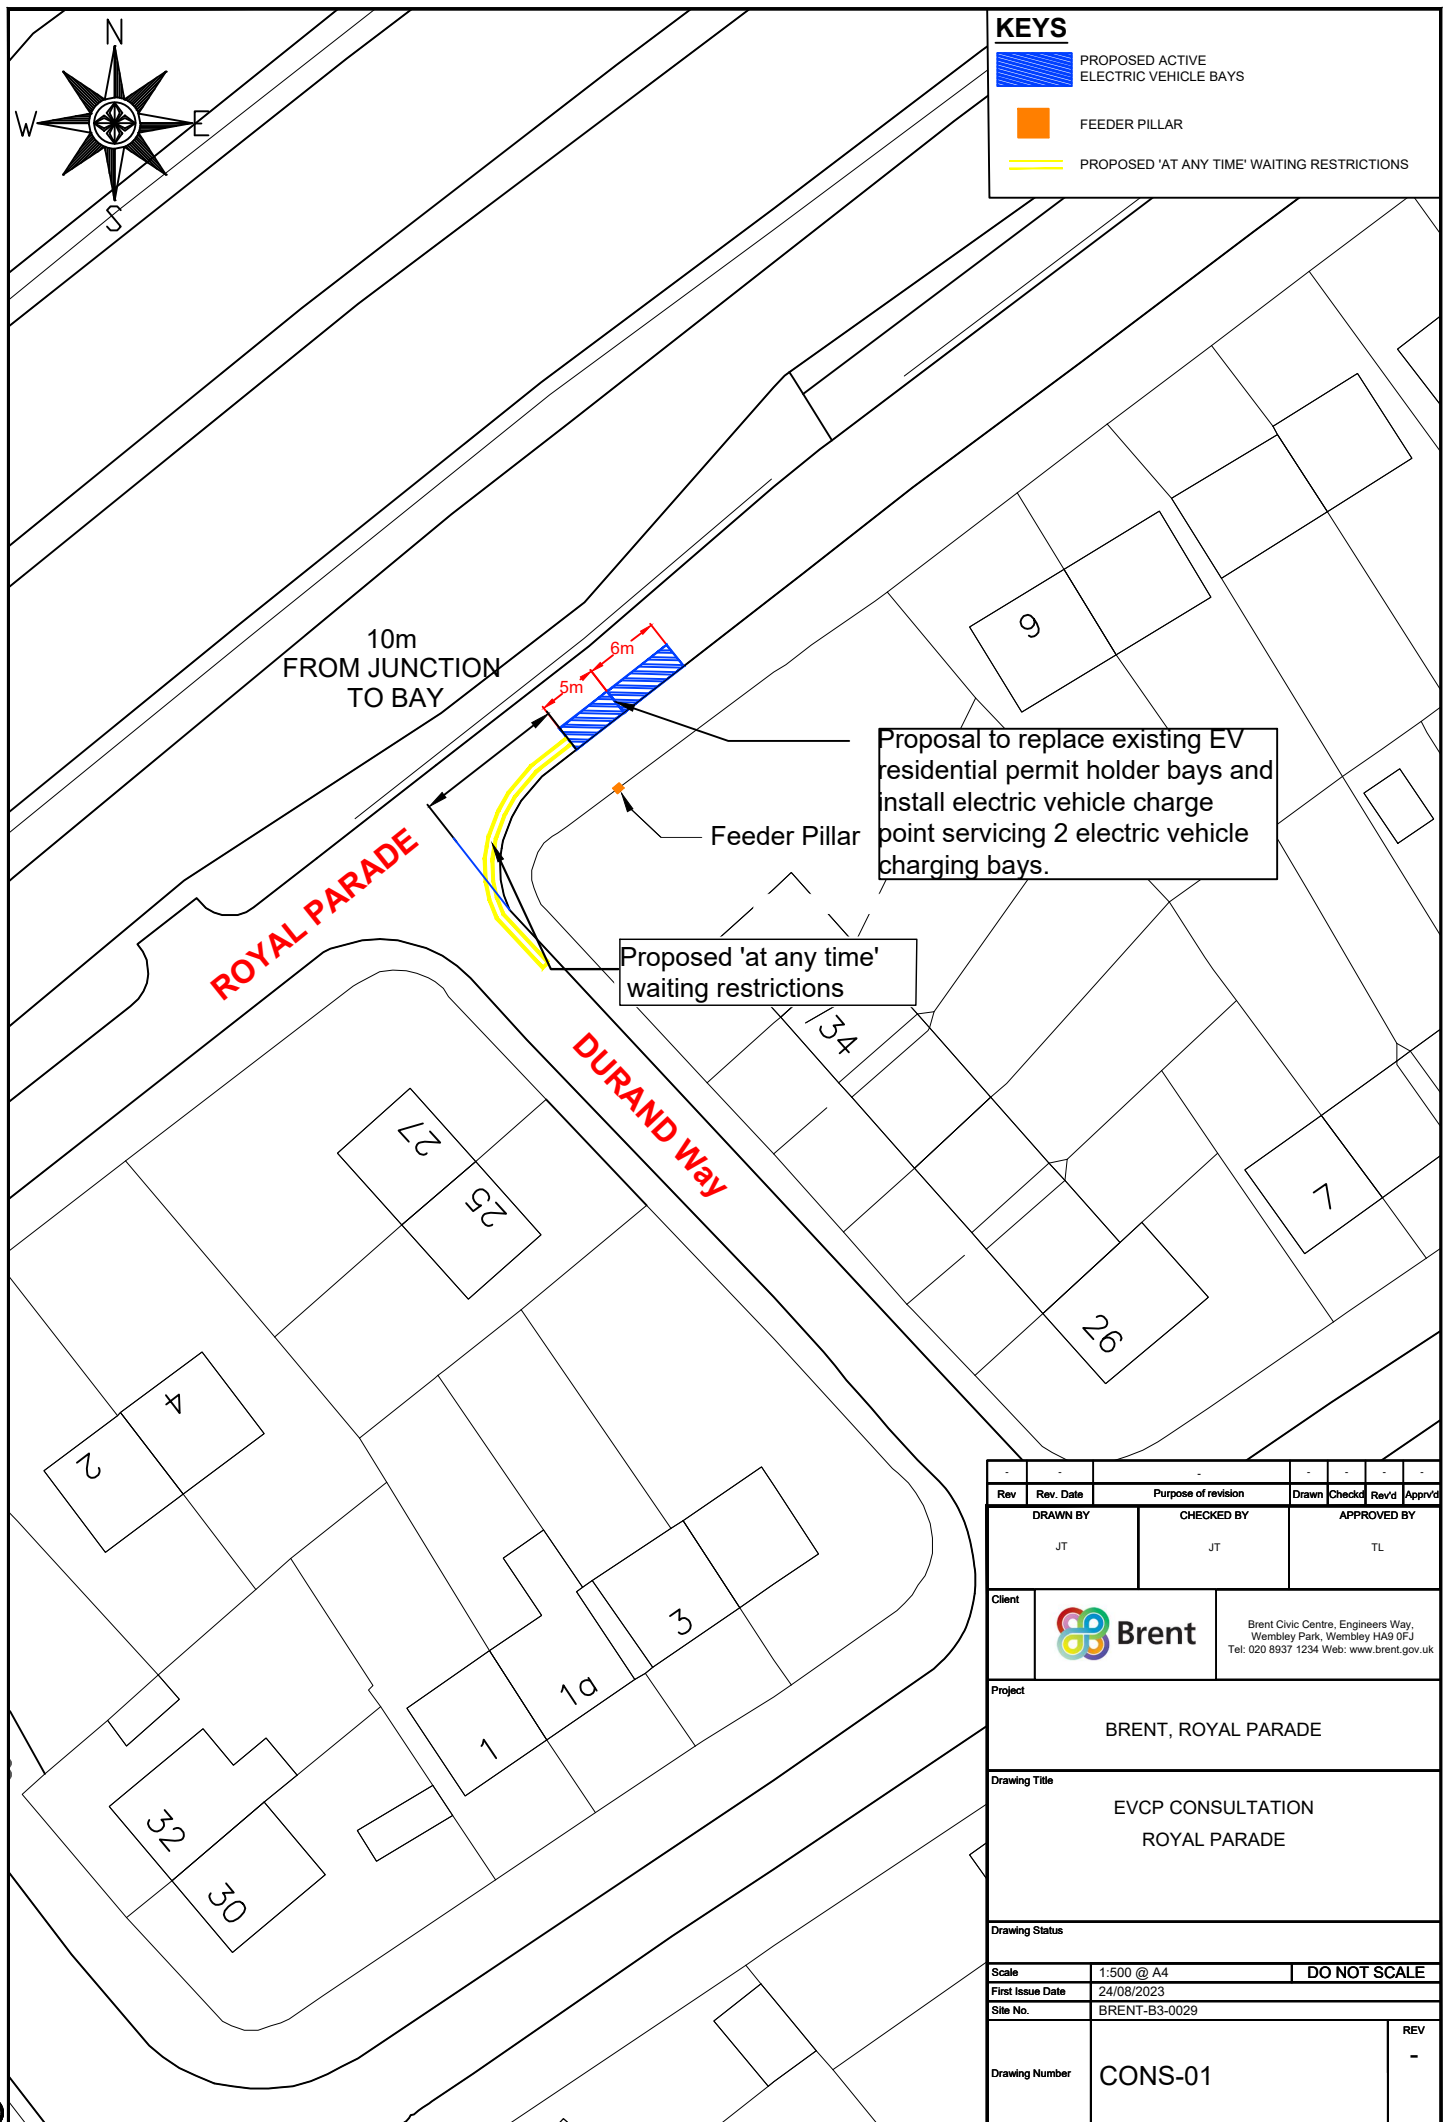 N
W
E
S
KEYS
PROPOSED ACTIVE
ELECTRIC VEHICLE BAYS
FEEDER PILLAR
PROPOSED 'AT ANY TIME' WAITING RESTRICTIONS
10m
FROM JUNCTION
TO BAY
6m
5m
9
Proposal to replace existing EV
residential permit holder bays and
install electric vehicle charge
point servicing 2 electric vehicle
charging bays.
Feeder Pillar
ROYAL PARADE
Proposed 'at any time'
waiting restrictions
34
DURAND Way
27
25
7
26
4
2
3
1a
1
32
30
- - - - - - -
Rev Rev. Date Purpose of revision Drawn Checkd Rev'd Apprv'd
DRAWN BY CHECKED BY APPROVED BY
JT JT TL
Client
Brent
Brent Civic Centre, Engineers Way,
Wembley Park, Wembley HA9 0FJ
Tel: 020 8937 1234 Web: www.brent.gov.uk
Project
BRENT, ROYAL PARADE
Drawing Title
EVCP CONSULTATION
ROYAL PARADE
Drawing Status
Scale 1:500 @ A4 DO NOT SCALE
First Issue Date 24/08/2023
Site No. BRENT-B3-0029
REV
-
Drawing Number CONS-01